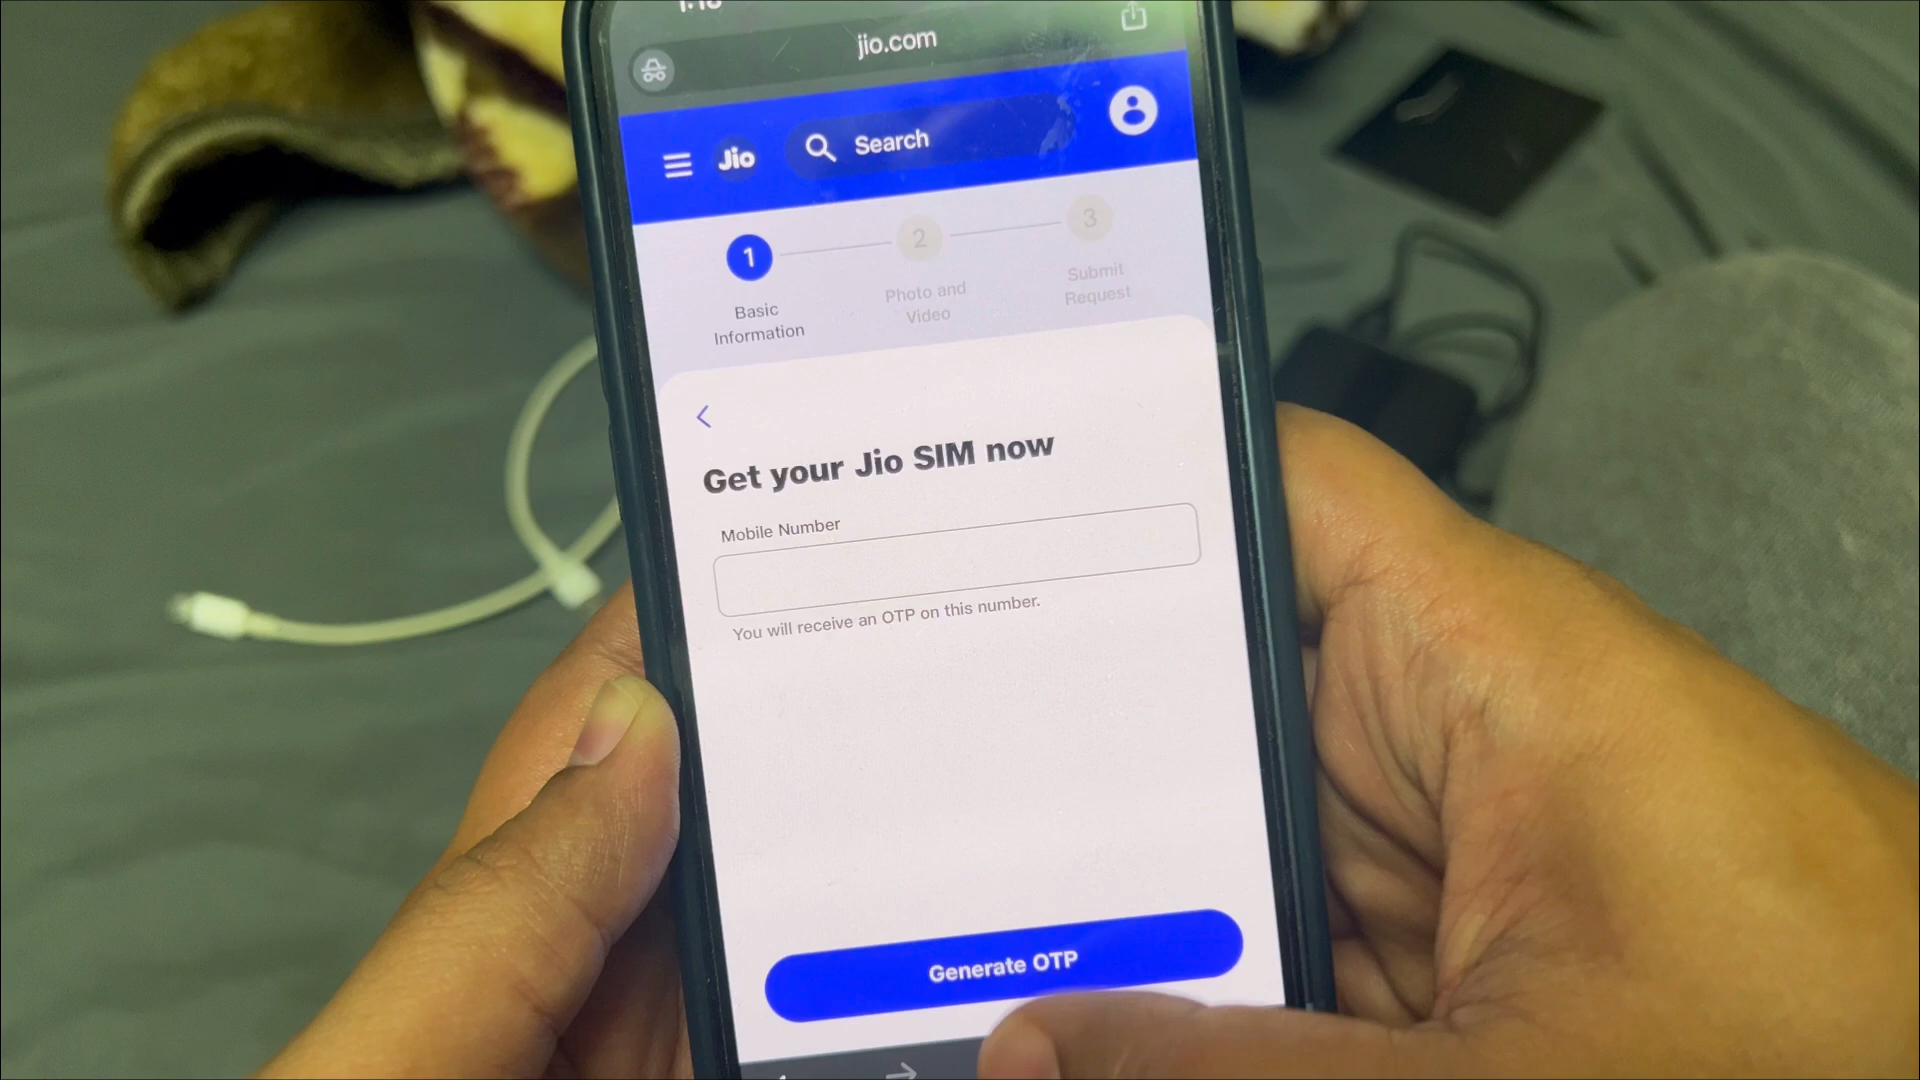 jio.com
Jio
Search
1
2
3
Basic
Information
Photo and
Video
Submit
Request
Get your Jio SIM now
Mobile Number
You will receive an OTP on this number.
Generate OTP